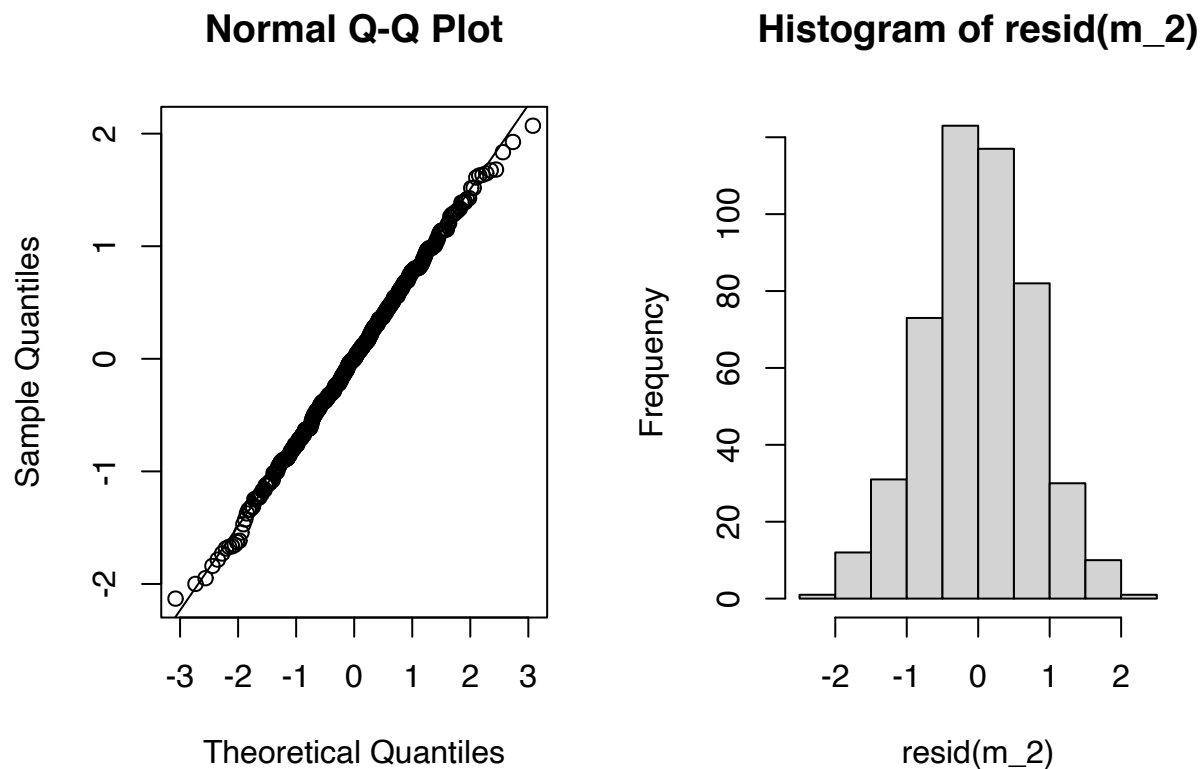 Normal Q-Q Plot
Sample Quantiles
2
1
0
-1
-2
-3 -2 -1 0 1 2 3
Theoretical Quantiles
Histogram of resid(m_2)
Frequency
100
80
60
40
20
0
-2 -1 0 1 2
resid(m_2)